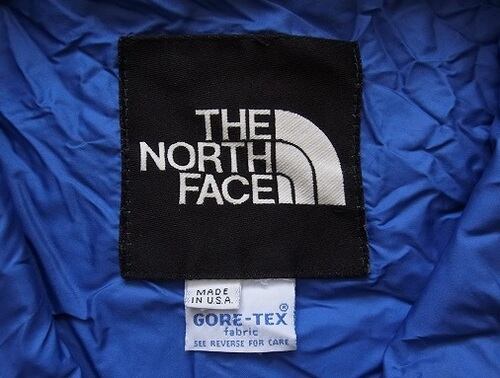 THE
NORTH
FACE
MADE
IN U.S.A.
GORE-TEX®
fabric
SEE REVERSE FOR CARE